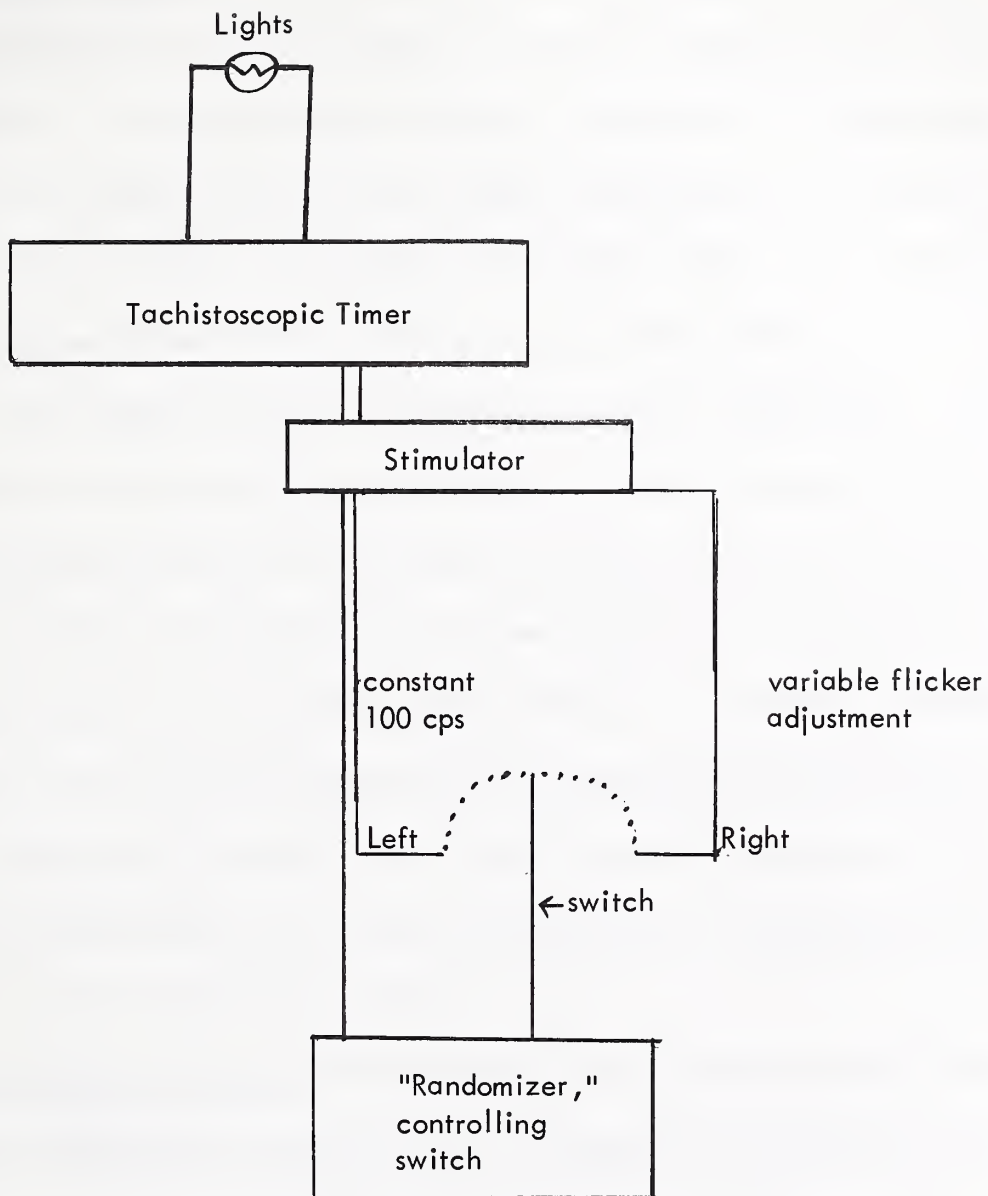 Lights
Tachistoscopic Timer
Stimulator
constant
100 cps
variable flicker
adjustment
Left
Right
←switch
"Randomizer,"
controlling
switch